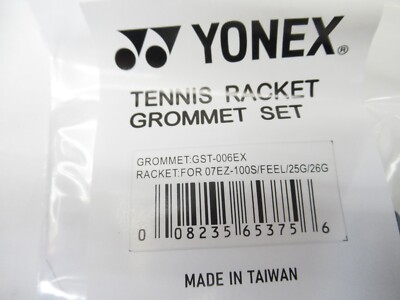 YONEX®
TENNIS RACKET
GROMMET SET
GROMMET:GST-006EX
RACKET:FOR 07EZ-100S/FEEL/25G/26G
0 08235 65375 6
MADE IN TAIWAN